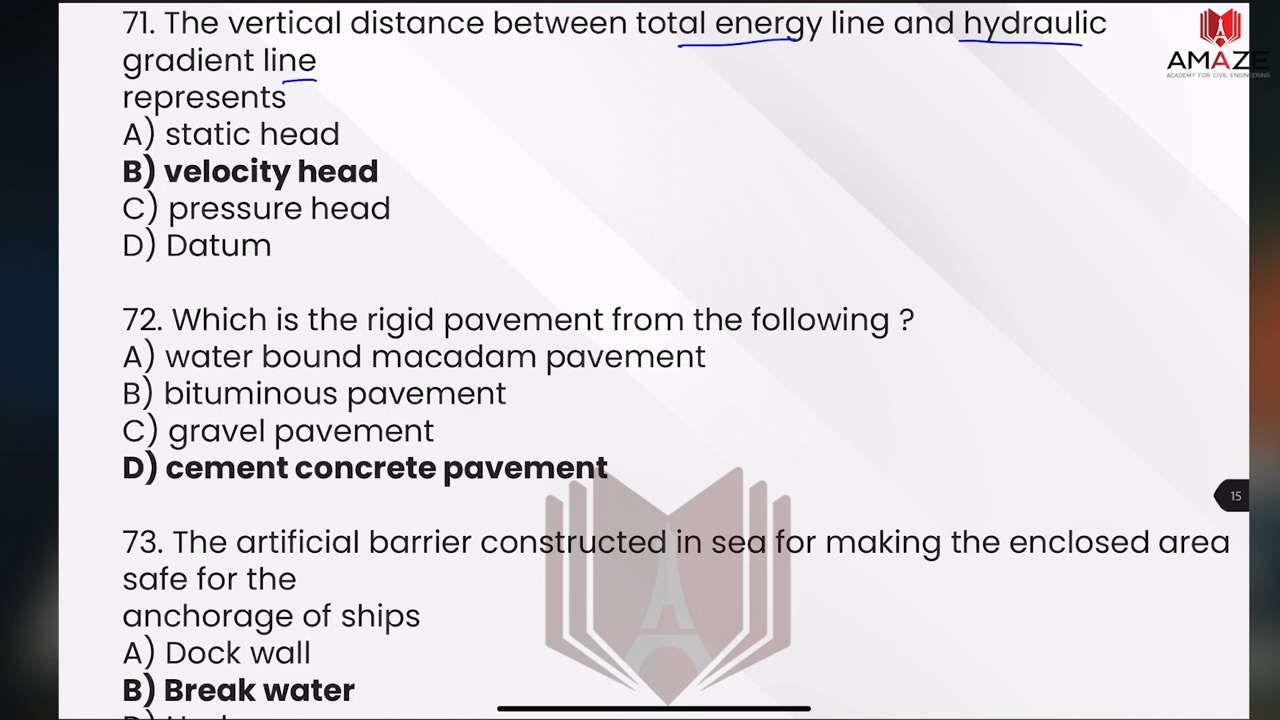 71. The vertical distance between total energy line and hydraulic
gradient line
represents
A) static head
B) velocity head
C) pressure head
D) Datum
72. Which is the rigid pavement from the following ?
A) water bound macadam pavement
B) bituminous pavement
C) gravel pavement
D) cement concrete pavement
73. The artificial barrier constructed in sea for making the enclosed area
safe for the
anchorage of ships
A) Dock wall
B) Break water
AMAZE
ACADEMY FOR CIVIL ENGINEERING
15